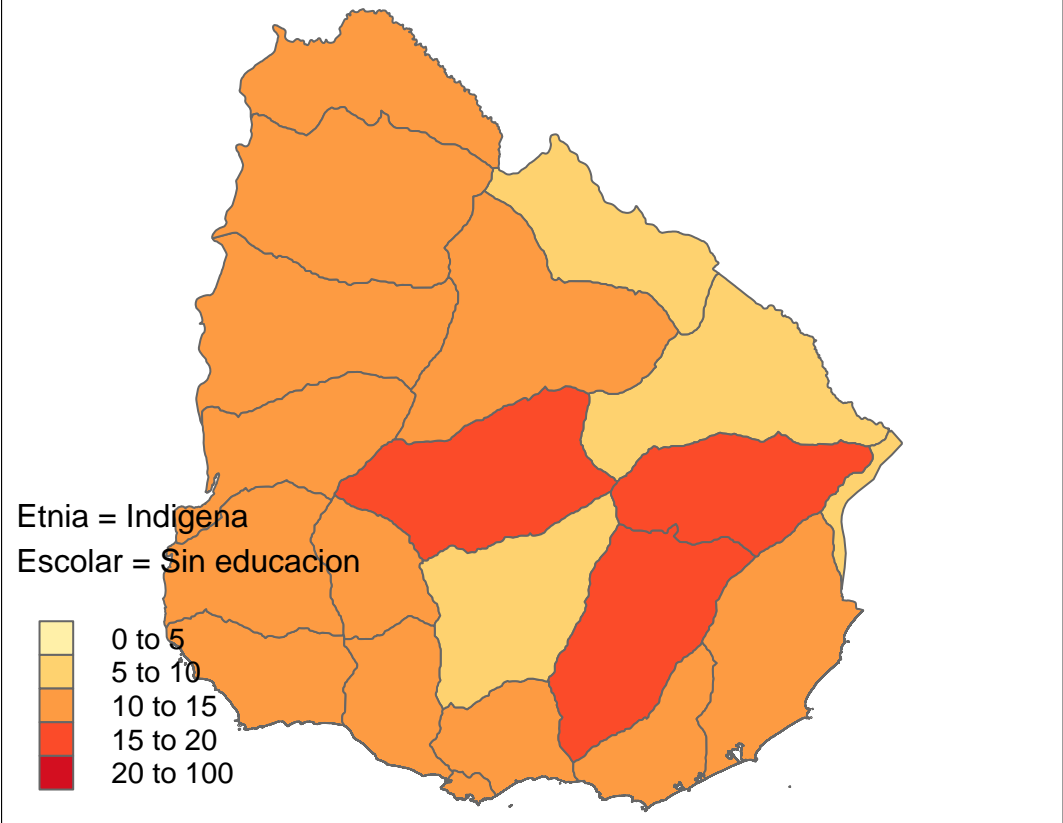 Etnia = Indigena
Escolar = Sin educacion
0 to 5
5 to 10
10 to 15
15 to 20
20 to 100